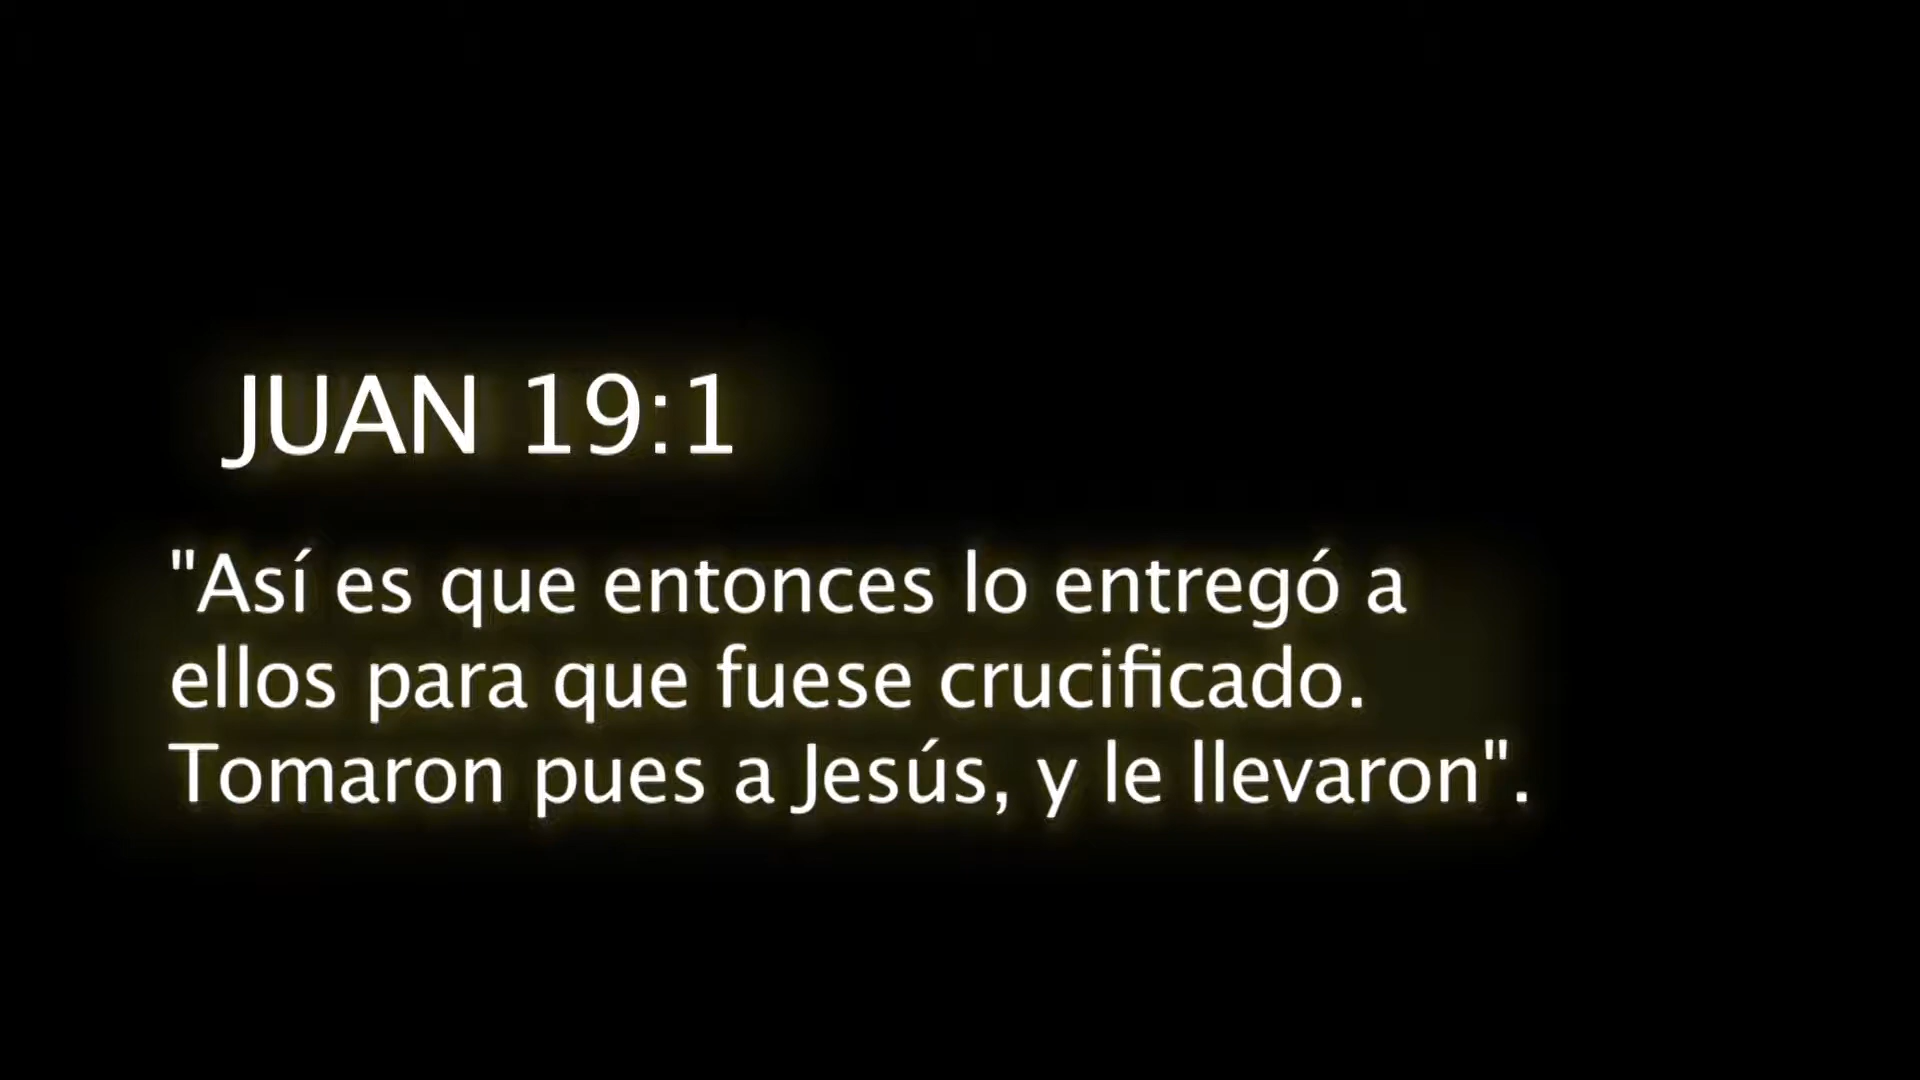 JUAN 19:1
"Así es que entonces lo entregó a
ellos para que fuese crucificado.
Tomaron pues a Jesús, y le llevaron".